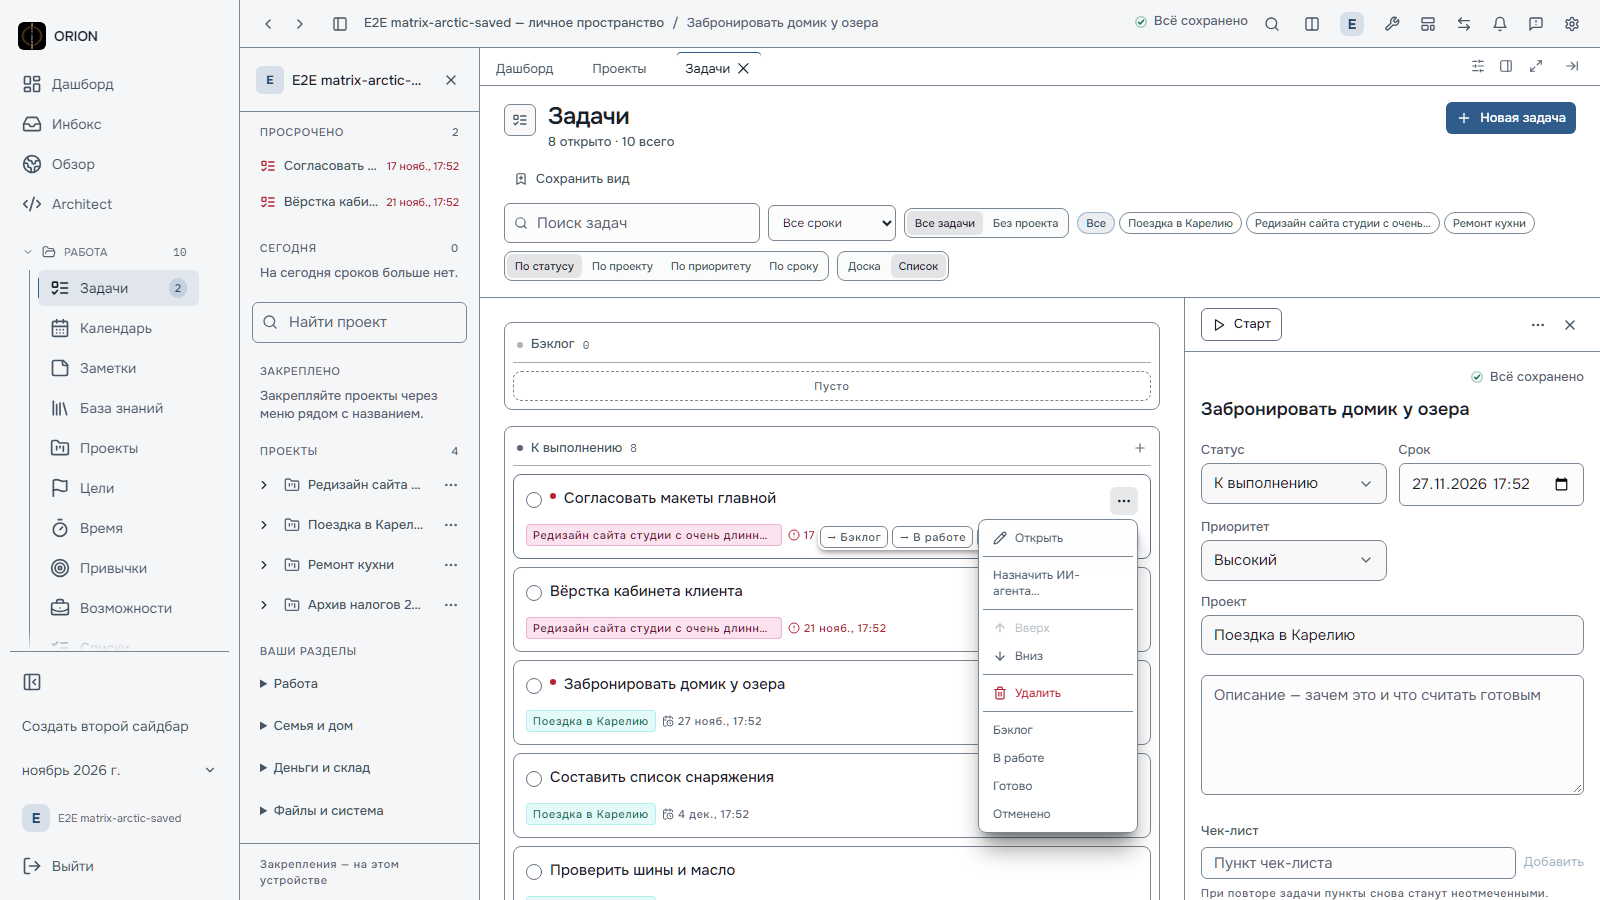 ORION
Дашборд
Инбокс
Обзор
Architect
РАБОТА 10
Задачи 2
Календарь
Заметки
База знаний
Проекты
Цели
Время
Привычки
Возможности
Списки
Создать второй сайдбар
ноябрь 2026 г.
E E2E matrix-arctic-saved
Выйти
E2E matrix-arctic-saved — личное пространство / Забронировать домик у озера
Всё сохранено
E
E E2E matrix-arctic-...
ПРОСРОЧЕНО 2
Согласовать ... 17 нояб., 17:52
Вёрстка каби... 21 нояб., 17:52
СЕГОДНЯ 0
На сегодня сроков больше нет.
Найти проект
ЗАКРЕПЛЕНО
Закрепляйте проекты через
меню рядом с названием.
ПРОЕКТЫ 4
Редизайн сайта ...
Поездка в Карел...
Ремонт кухни
Архив налогов 2...
ВАШИ РАЗДЕЛЫ
Работа
Семья и дом
Деньги и склад
Файлы и система
Закрепления — на этом
устройстве
Дашборд Проекты Задачи
Задачи
8 открыто · 10 всего
Новая задача
Сохранить вид
Поиск задач
Все сроки
Все задачи Без проекта
Все Поездка в Карелию Редизайн сайта студии с очень... Ремонт кухни
По статусу По проекту По приоритету По сроку
Доска Список
Бэклог 0
Пусто
К выполнению 8
Согласовать макеты главной
Редизайн сайта студии с очень длинн... 17
→ Бэклог → В работе
Вёрстка кабинета клиента
Редизайн сайта студии с очень длинн... 21 нояб., 17:52
Забронировать домик у озера
Поездка в Карелию 27 нояб., 17:52
Составить список снаряжения
Поездка в Карелию 4 дек., 17:52
Проверить шины и масло
Открыть
Назначить ИИ-
агента...
Вверх
Вниз
Удалить
Бэклог
В работе
Готово
Отменено
Старт
Всё сохранено
Забронировать домик у озера
Статус Срок
К выполнению 27.11.2026 17:52
Приоритет
Высокий
Проект
Поездка в Карелию
Описание — зачем это и что считать готовым
Чек-лист
Пункт чек-листа Добавить
При повторе задачи пункты снова станут неотмеченными.